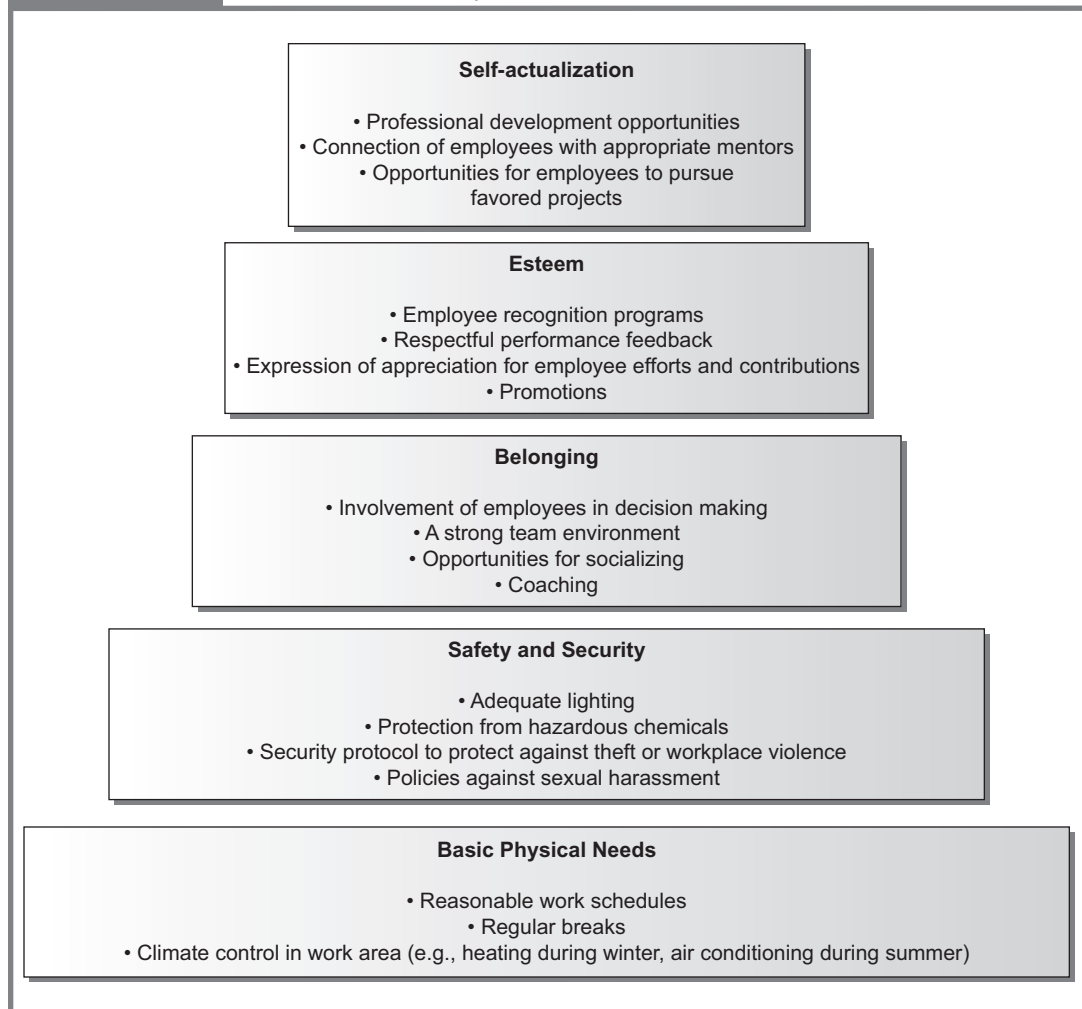 Self-actualization
• Professional development opportunities
• Connection of employees with appropriate mentors
• Opportunities for employees to pursue
favored projects
Esteem
• Employee recognition programs
• Respectful performance feedback
• Expression of appreciation for employee efforts and contributions
• Promotions
Belonging
• Involvement of employees in decision making
• A strong team environment
• Opportunities for socializing
• Coaching
Safety and Security
• Adequate lighting
• Protection from hazardous chemicals
• Security protocol to protect against theft or workplace violence
• Policies against sexual harassment
Basic Physical Needs
• Reasonable work schedules
• Regular breaks
• Climate control in work area (e.g., heating during winter, air conditioning during summer)